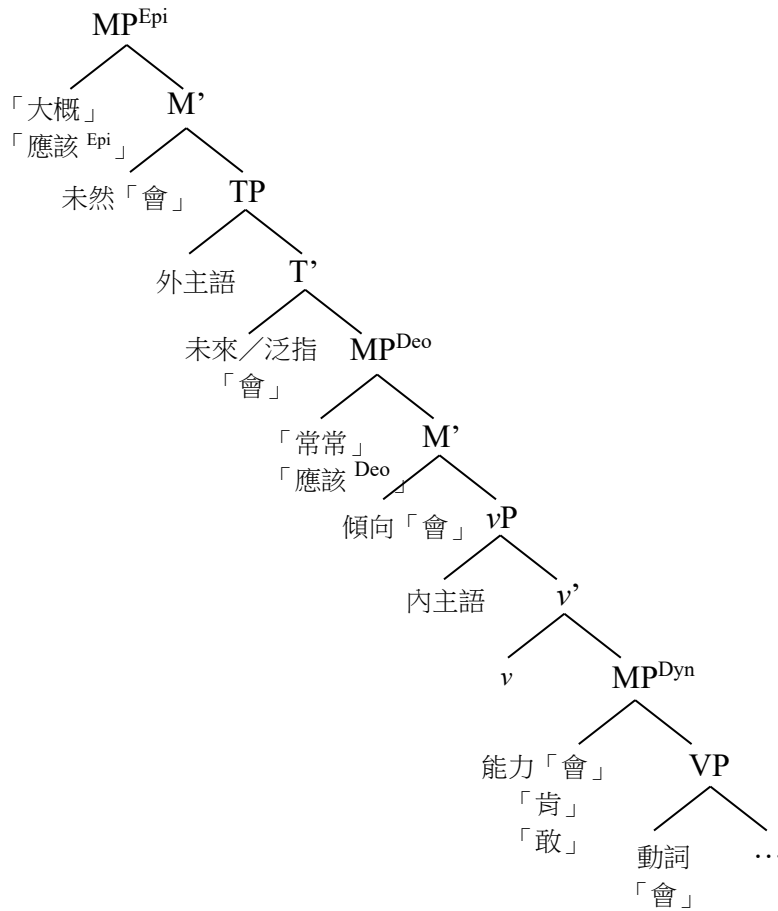 MP^Epi
「大概」
M’
「應該 ^Epi」
未然「會」
TP
外主語
T’
未來／泛指
「會」
MP^Deo
「常常」
M’
「應該 ^Deo」
傾向「會」
vP
內主語
v’
v
MP^Dyn
能力「會」
VP
「肯」
「敢」
動詞
…
「會」